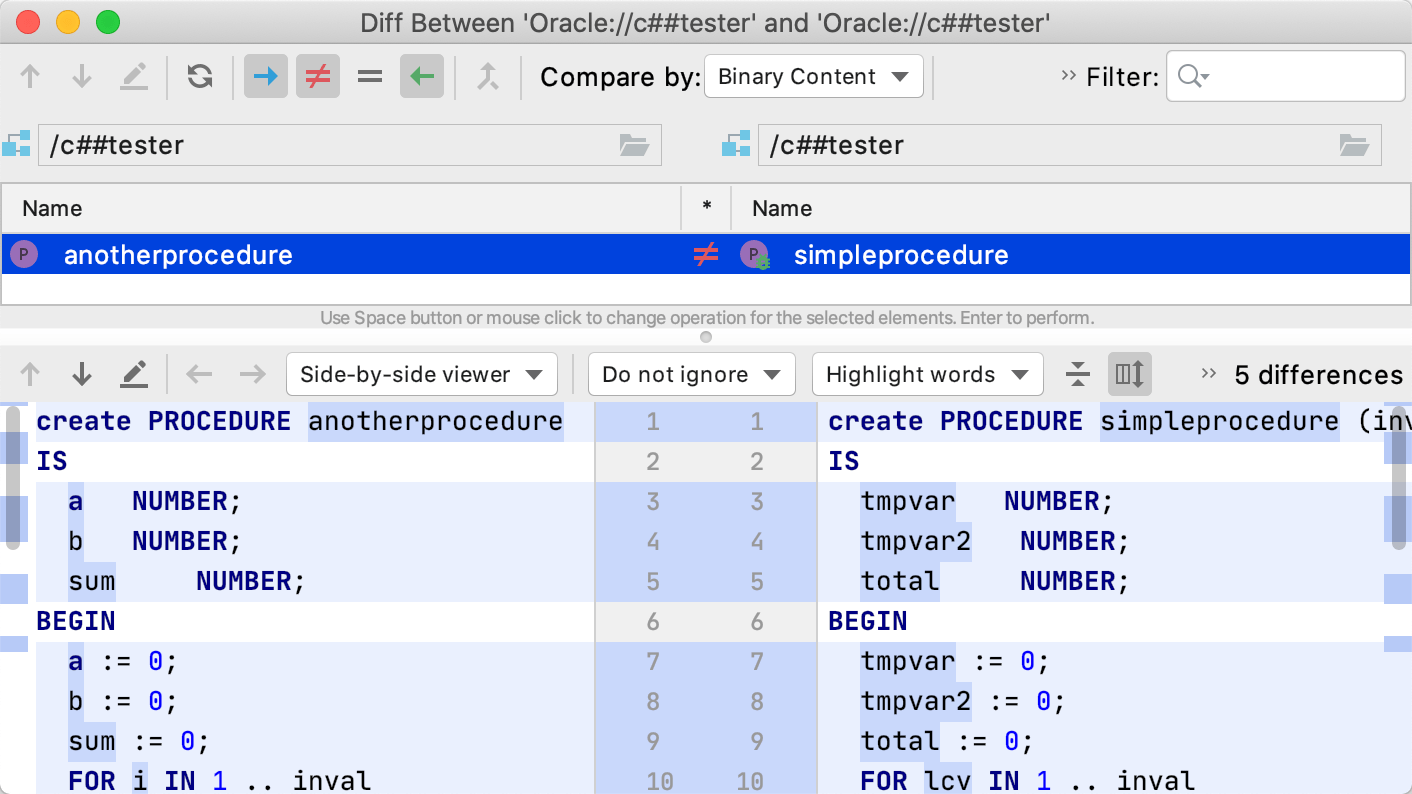 Diff Between 'Oracle://c##tester' and 'Oracle://c##tester'
Compare by: Binary Content >> Filter:
/c##tester /c##tester
Name * Name
P anotherprocedure ≠ P simpleprocedure
Use Space button or mouse click to change operation for the selected elements. Enter to perform.
Side-by-side viewer Do not ignore Highlight words >> 5 differences
create PROCEDURE anotherprocedure 1 1 create PROCEDURE simpleprocedure (inv
IS 2 2 IS
a NUMBER; 3 3 tmpvar NUMBER;
b NUMBER; 4 4 tmpvar2 NUMBER;
sum NUMBER; 5 5 total NUMBER;
BEGIN 6 6 BEGIN
a := 0; 7 7 tmpvar := 0;
b := 0; 8 8 tmpvar2 := 0;
sum := 0; 9 9 total := 0;
FOR i IN 1 .. inval 10 10 FOR lcv IN 1 .. inval